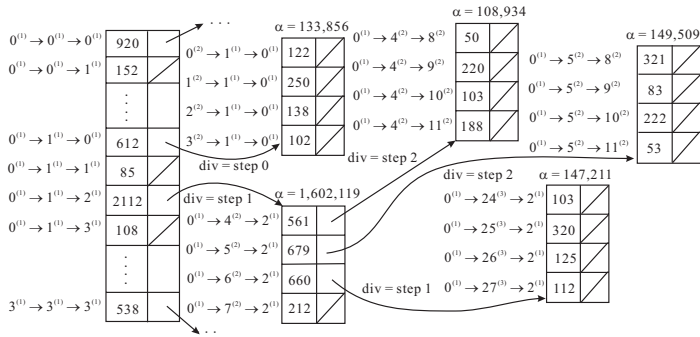 0⁽¹⁾→0⁽¹⁾→0⁽¹⁾ 920
0⁽¹⁾→0⁽¹⁾→1⁽¹⁾ 152
0⁽¹⁾→1⁽¹⁾→0⁽¹⁾ 612
0⁽¹⁾→1⁽¹⁾→1⁽¹⁾ 85
0⁽¹⁾→1⁽¹⁾→2⁽¹⁾ 2112
0⁽¹⁾→1⁽¹⁾→3⁽¹⁾ 108
3⁽¹⁾→3⁽¹⁾→3⁽¹⁾ 538
α = 133,856
0⁽²⁾→1⁽¹⁾→0⁽¹⁾ 122
1⁽²⁾→1⁽¹⁾→0⁽¹⁾ 250
2⁽²⁾→1⁽¹⁾→0⁽¹⁾ 138
3⁽²⁾→1⁽¹⁾→0⁽¹⁾ 102
div = step 0
div = step 1
α = 1,602,119
0⁽¹⁾→4⁽²⁾→2⁽¹⁾ 561
0⁽¹⁾→5⁽²⁾→2⁽¹⁾ 679
0⁽¹⁾→6⁽²⁾→2⁽¹⁾ 660
0⁽¹⁾→7⁽²⁾→2⁽¹⁾ 212
α = 108,934
0⁽¹⁾→4⁽²⁾→8⁽²⁾ 50
0⁽¹⁾→4⁽²⁾→9⁽²⁾ 220
0⁽¹⁾→4⁽²⁾→10⁽²⁾ 103
0⁽¹⁾→4⁽²⁾→11⁽²⁾ 188
div = step 2
α = 149,509
0⁽¹⁾→5⁽²⁾→8⁽²⁾ 321
0⁽¹⁾→5⁽²⁾→9⁽²⁾ 83
0⁽¹⁾→5⁽²⁾→10⁽²⁾ 222
0⁽¹⁾→5⁽²⁾→11⁽²⁾ 53
div = step 2
α = 147,211
0⁽¹⁾→24⁽³⁾→2⁽¹⁾ 103
0⁽¹⁾→25⁽³⁾→2⁽¹⁾ 320
0⁽¹⁾→26⁽³⁾→2⁽¹⁾ 125
0⁽¹⁾→27⁽³⁾→2⁽¹⁾ 112
div = step 1